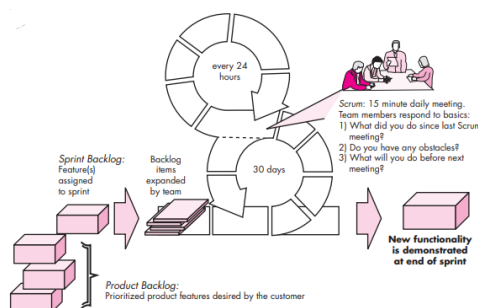 every 24
hours
Scrum: 15 minute daily meeting.
Team members respond to basics:
1) What did you do since last Scrum
meeting?
2) Do you have any obstacles?
3) What will you do before next
meeting?
Sprint Backlog:
Feature(s)
assigned
to sprint
Backlog
items
expanded
by team
30 days
New functionality
is demonstrated
at end of sprint
Product Backlog:
Prioritized product features desired by the customer